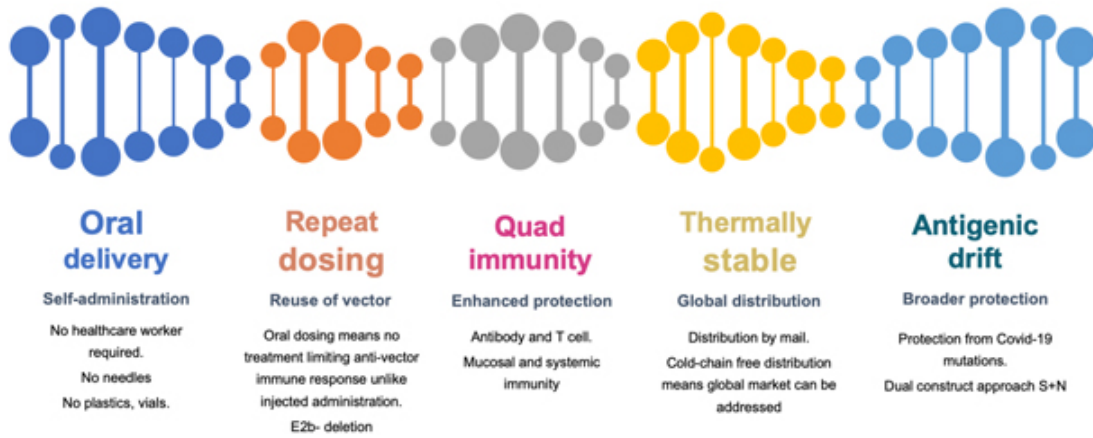 Oral
delivery
Self-administration
No healthcare worker
required.
No needles
No plastics, vials.
Repeat
dosing
Reuse of vector
Oral dosing means no
treatment limiting anti-vector
immune response unlike
injected administration.
E2b- deletion
Quad
immunity
Enhanced protection
Antibody and T cell.
Mucosal and systemic
immunity
Thermally
stable
Global distribution
Distribution by mail.
Cold-chain free distribution
means global market can be
addressed
Antigenic
drift
Broader protection
Protection from Covid-19
mutations.
Dual construct approach S+N